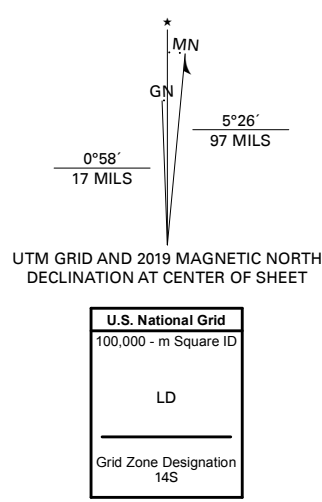 ★
MN
GN
5°26´
97 MILS
0°58´
17 MILS
UTM GRID AND 2019 MAGNETIC NORTH
DECLINATION AT CENTER OF SHEET
U.S. National Grid
100,000 - m Square ID
LD
Grid Zone Designation
14S